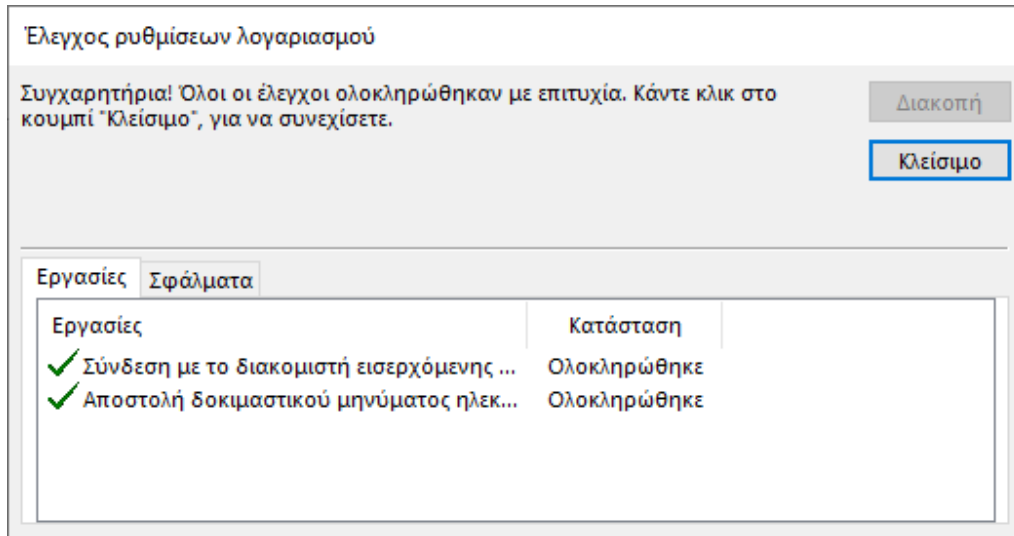 Έλεγχος ρυθμίσεων λογαριασμού
Συγχαρητήρια! Όλοι οι έλεγχοι ολοκληρώθηκαν με επιτυχία. Κάντε κλικ στο
κουμπί "Κλείσιμο", για να συνεχίσετε.
Διακοπή
Κλείσιμο
Εργασίες Σφάλματα
Εργασίες Κατάσταση
Σύνδεση με το διακομιστή εισερχόμενης ... Ολοκληρώθηκε
Αποστολή δοκιμαστικού μηνύματος ηλεκ... Ολοκληρώθηκε